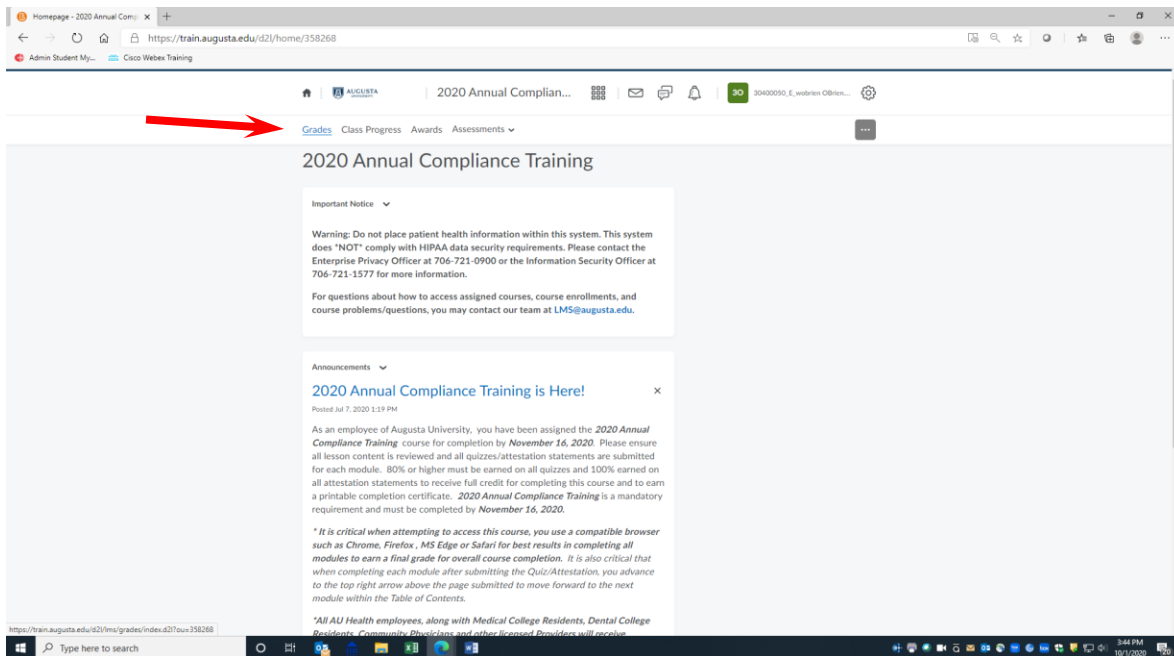 Homepage - 2020 Annual Comp
https://train.augusta.edu/d2l/home/358268
Admin Student My... Cisco Webex Training
AUGUSTA UNIVERSITY 2020 Annual Complian... 30 30400050_E_wobrien OBrien...
Grades Class Progress Awards Assessments
2020 Annual Compliance Training
Important Notice
Warning: Do not place patient health information within this system. This system
does *NOT* comply with HIPAA data security requirements. Please contact the
Enterprise Privacy Officer at 706-721-0900 or the Information Security Officer at
706-721-1577 for more information.
For questions about how to access assigned courses, course enrollments, and
course problems/questions, you may contact our team at LMS@augusta.edu.
Announcements
2020 Annual Compliance Training is Here!
Posted Jul 7, 2020 1:19 PM
As an employee of Augusta University, you have been assigned the 2020 Annual
Compliance Training course for completion by November 16, 2020. Please ensure
all lesson content is reviewed and all quizzes/attestation statements are submitted
for each module. 80% or higher must be earned on all quizzes and 100% earned on
all attestation statements to receive full credit for completing this course and to earn
a printable completion certificate. 2020 Annual Compliance Training is a mandatory
requirement and must be completed by November 16, 2020.
* It is critical when attempting to access this course, you use a compatible browser
such as Chrome, Firefox , MS Edge or Safari for best results in completing all
modules to earn a final grade for overall course completion. It is also critical that
when completing each module after submitting the Quiz/Attestation, you advance
to the top right arrow above the page submitted to move forward to the next
module within the Table of Contents.
*All AU Health employees, along with Medical College Residents, Dental College
Residents, Community Physicians and other licensed Providers will receive
https://train.augusta.edu/d2l/lms/grades/index.d2l?ou=358268
Type here to search
3:44 PM
10/1/2020
20